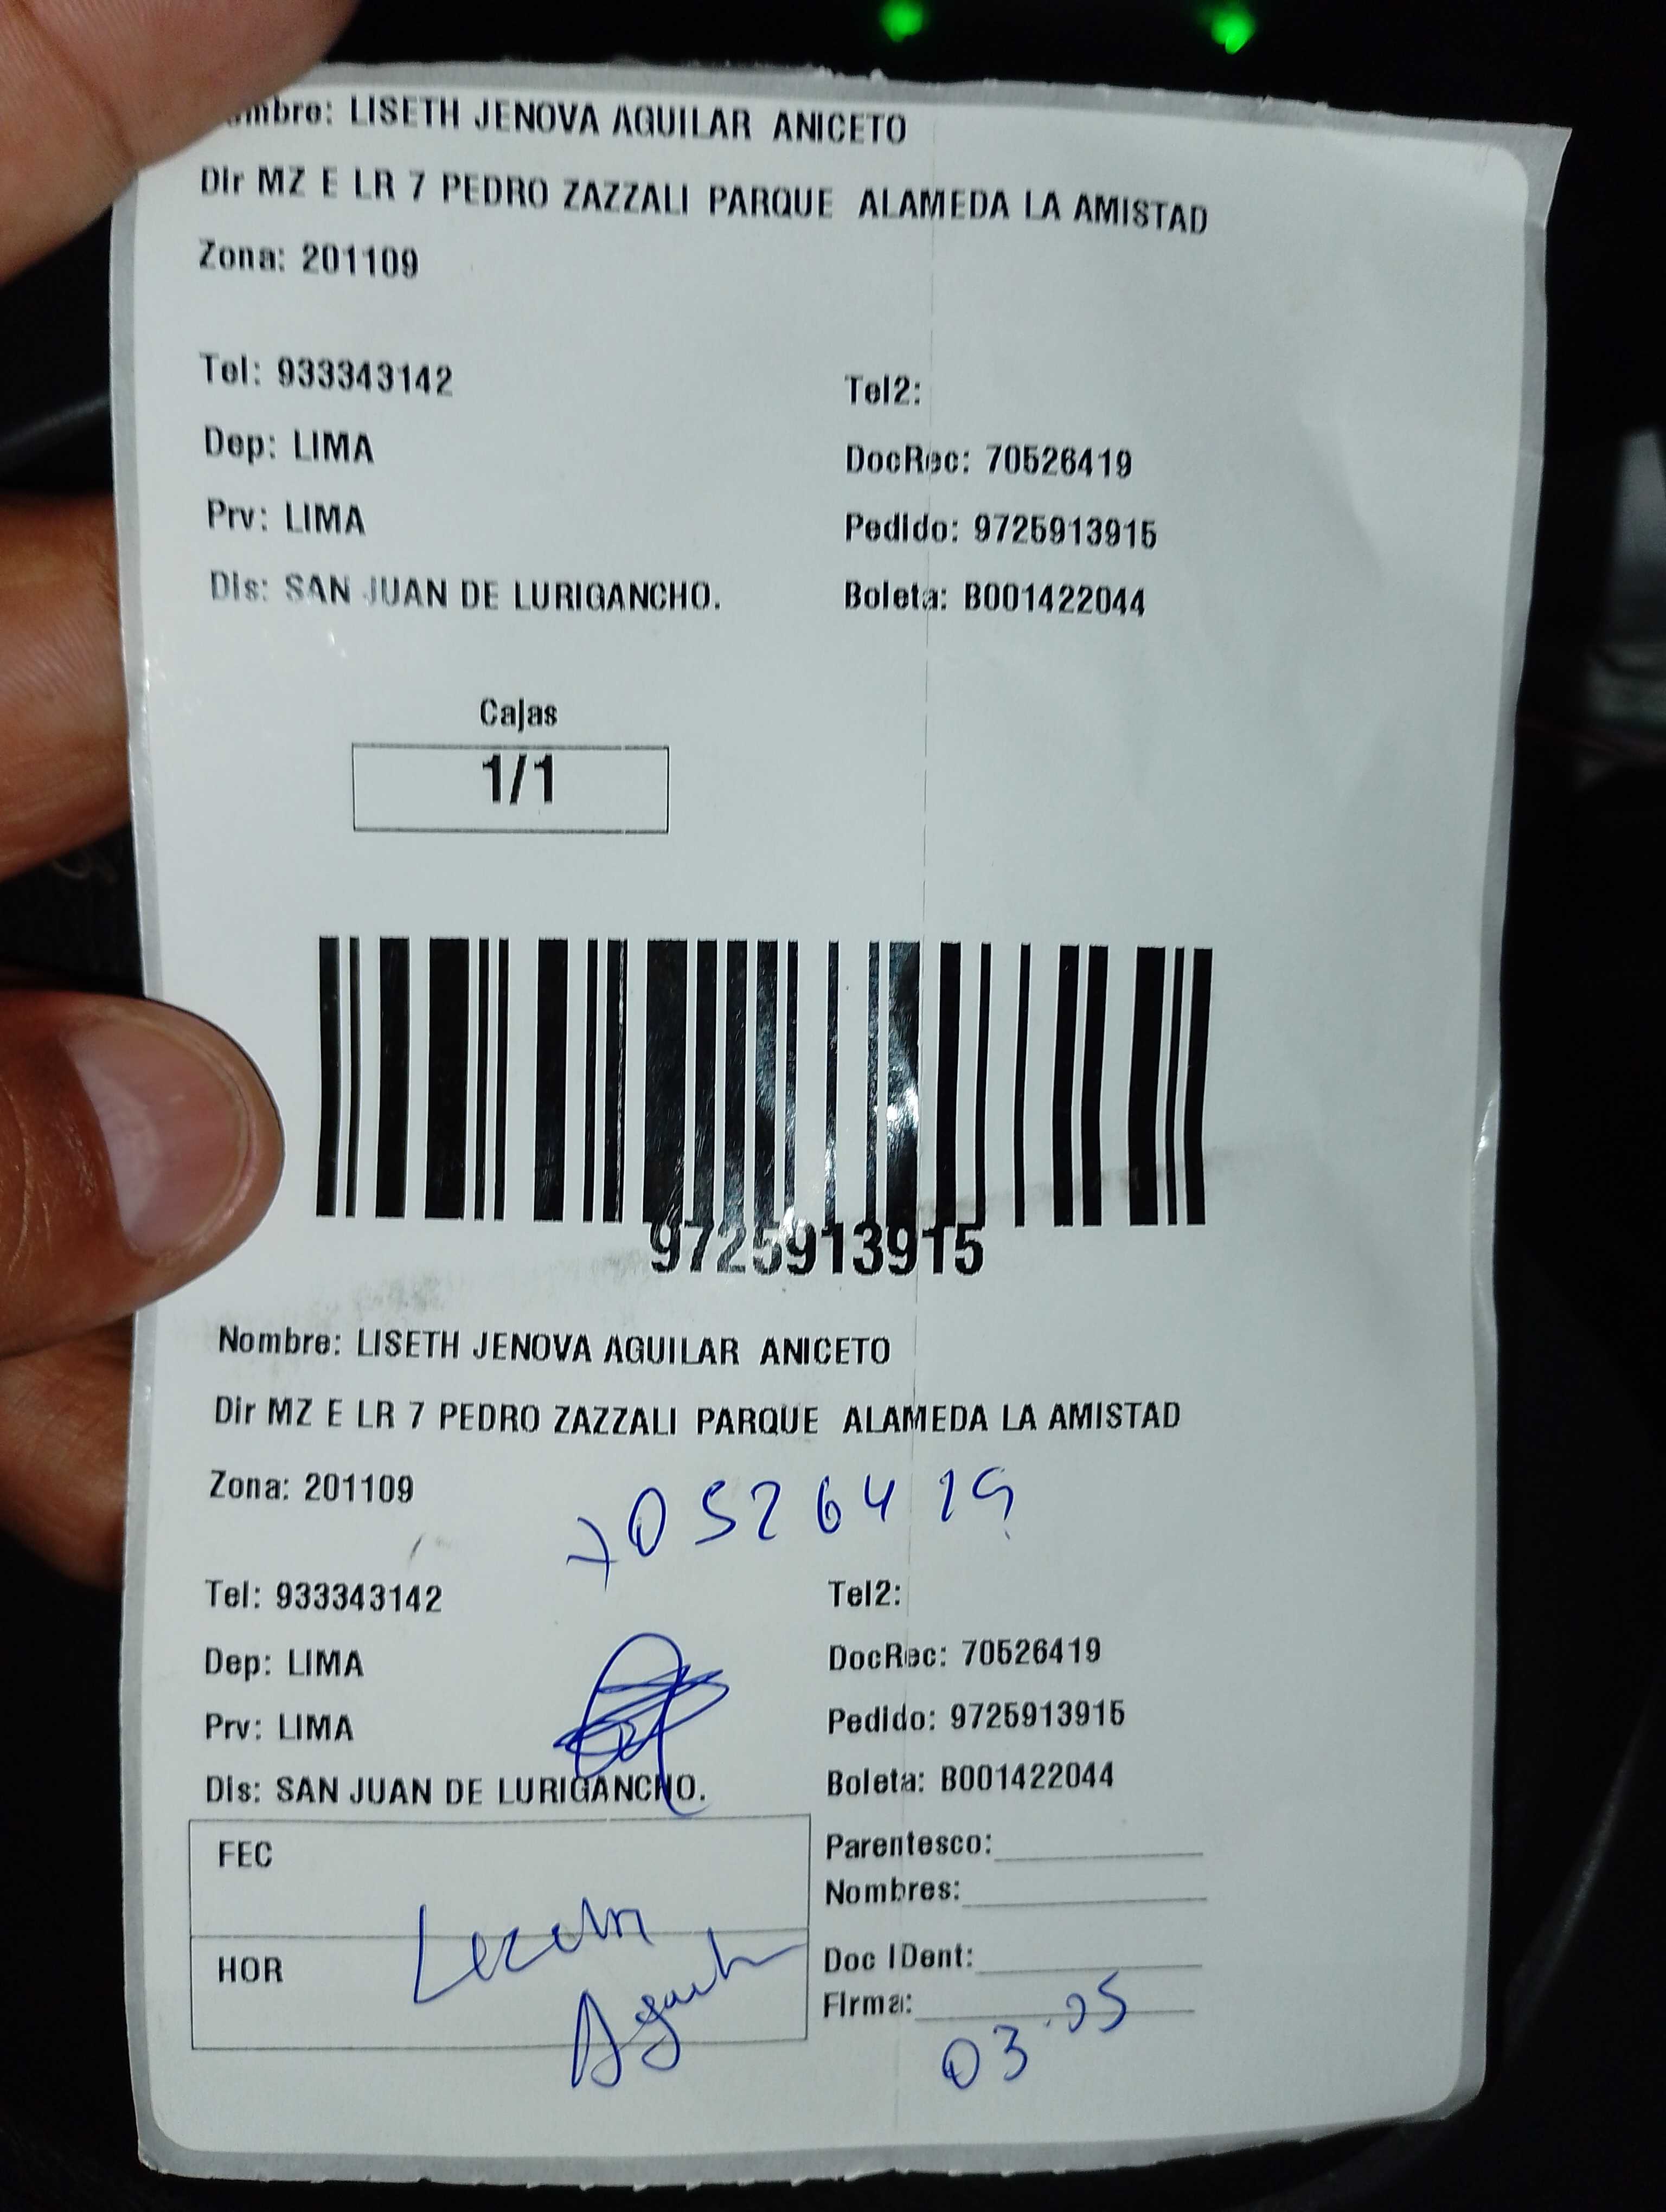 mbre: LISETH JENOVA AGUILAR ANICETO
Dir MZ E LR 7 PEDRO ZAZZALI PARQUE ALAMEDA LA AMISTAD
Zona: 201109
Tel: 933343142 Tel2:
Dep: LIMA DocRec: 70526419
Prv: LIMA Pedido: 9725913915
Dis: SAN JUAN DE LURIGANCHO. Boleta: B001422044
Cajas
1/1
9725913915
Nombre: LISETH JENOVA AGUILAR ANICETO
Dir MZ E LR 7 PEDRO ZAZZALI PARQUE ALAMEDA LA AMISTAD
Zona: 201109
70526419
Tel: 933343142 Tel2:
Dep: LIMA DocRec: 70526419
Prv: LIMA Pedido: 9725913915
Dis: SAN JUAN DE LURIGANCHO. Boleta: B001422044
FEC Parentesco:
Nombres:
HOR Doc IDent:
Firma:
03.05